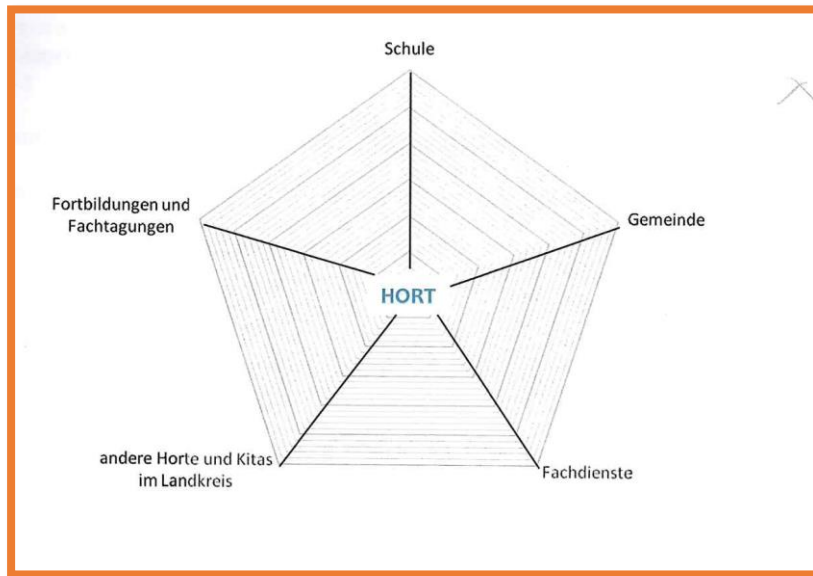 Schule
Fortbildungen und
Fachtagungen
Gemeinde
HORT
andere Horte und Kitas
im Landkreis
Fachdienste